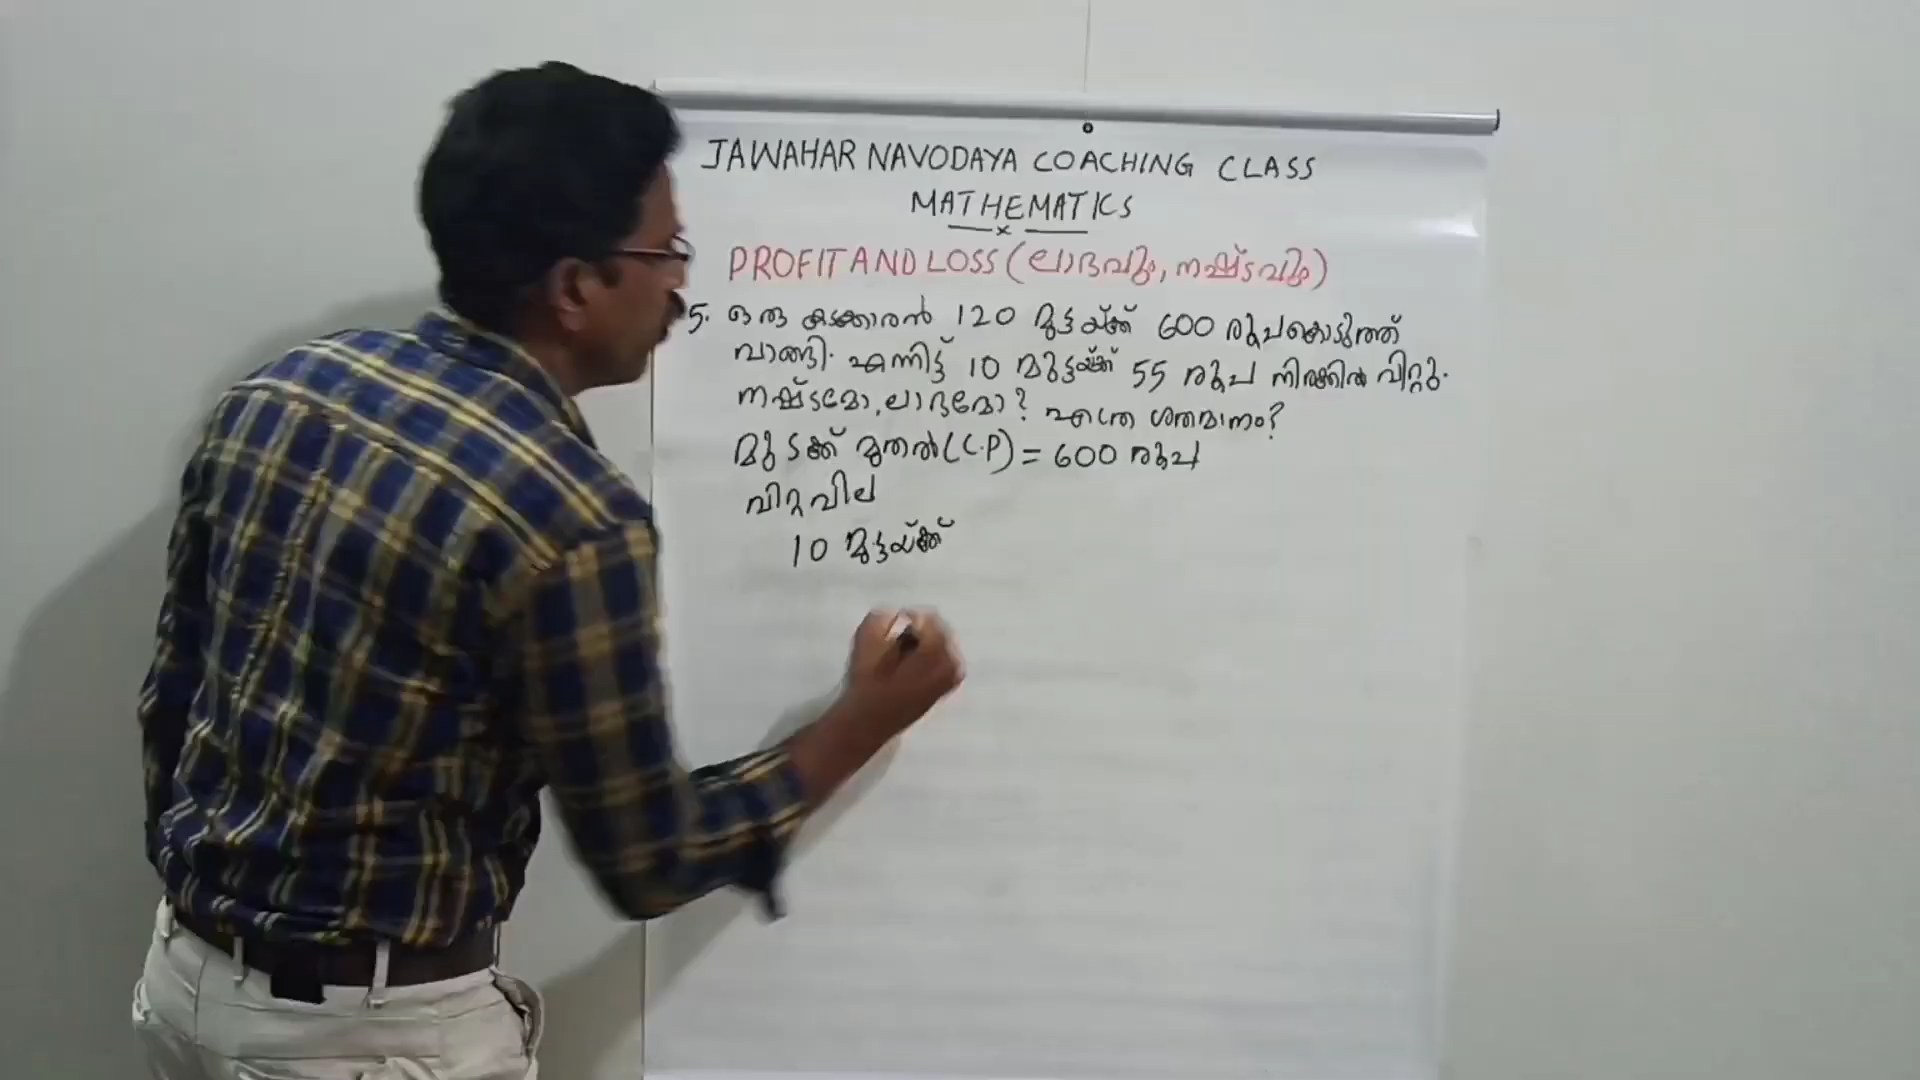 JAWAHAR NAVODAYA COACHING CLASS
MATHEMATICS
PROFIT AND LOSS (ലാഭവും, നഷ്ടവും)
5. ഒരു കടക്കാരൻ 120 മുട്ടയ്ക്ക് 600 രൂപകൊടുത്ത്
വാങ്ങി. എന്നിട്ട് 10 മുട്ടയ്ക്ക് 55 രൂപ നിരക്കിൽ വിറ്റു.
നഷ്ടമോ, ലാഭമോ? എത്ര ശതമാനം?
മുടക്ക് മുതൽ (C.P) = 600 രൂപ
വിറ്റവില
10 മുട്ടയ്ക്ക്